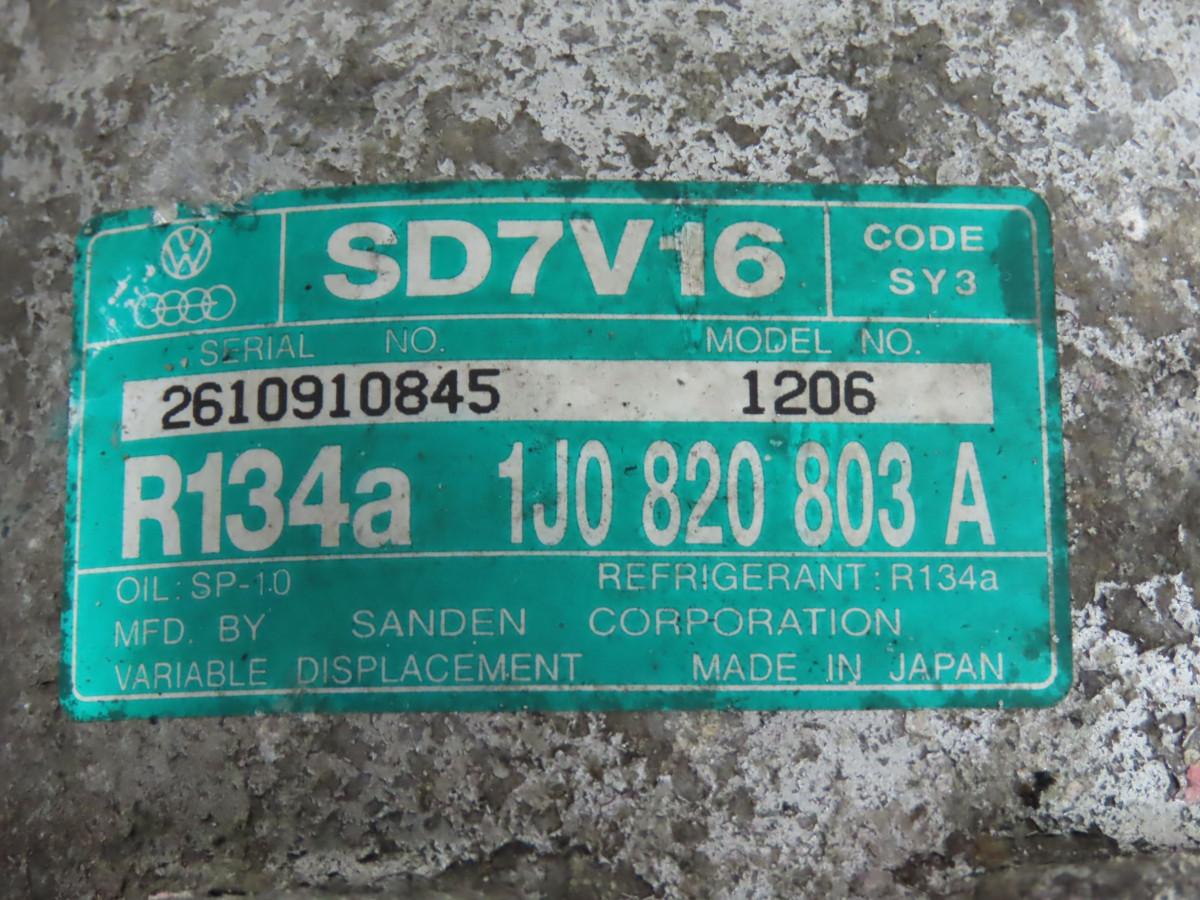 SD7V16
CODE
SY3
SERIAL NO. MODEL NO.
2610910845 1206
R134a 1J0 820 803 A
OIL: SP-10 REFRIGERANT: R134a
MFD. BY SANDEN CORPORATION
VARIABLE DISPLACEMENT MADE IN JAPAN